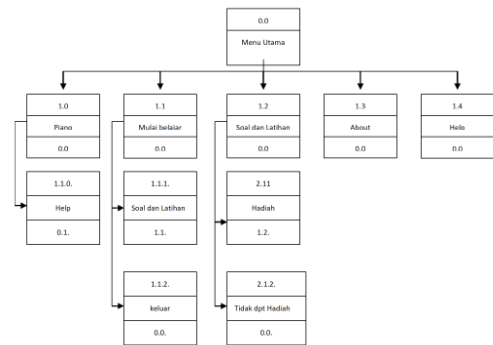 0.0
Menu Utama
1.0
Piano
0.0
1.1
Mulai belajar
0.0
1.2
Soal dan Latihan
0.0
1.3
About
0.0
1.4
Help
0.0
1.1.0.
Help
0.1.
1.1.1.
Soal dan Latihan
1.1.
2.11
Hadiah
1.2.
1.1.2.
keluar
0.0.
2.1.2.
Tidak dpt Hadiah
0.0.